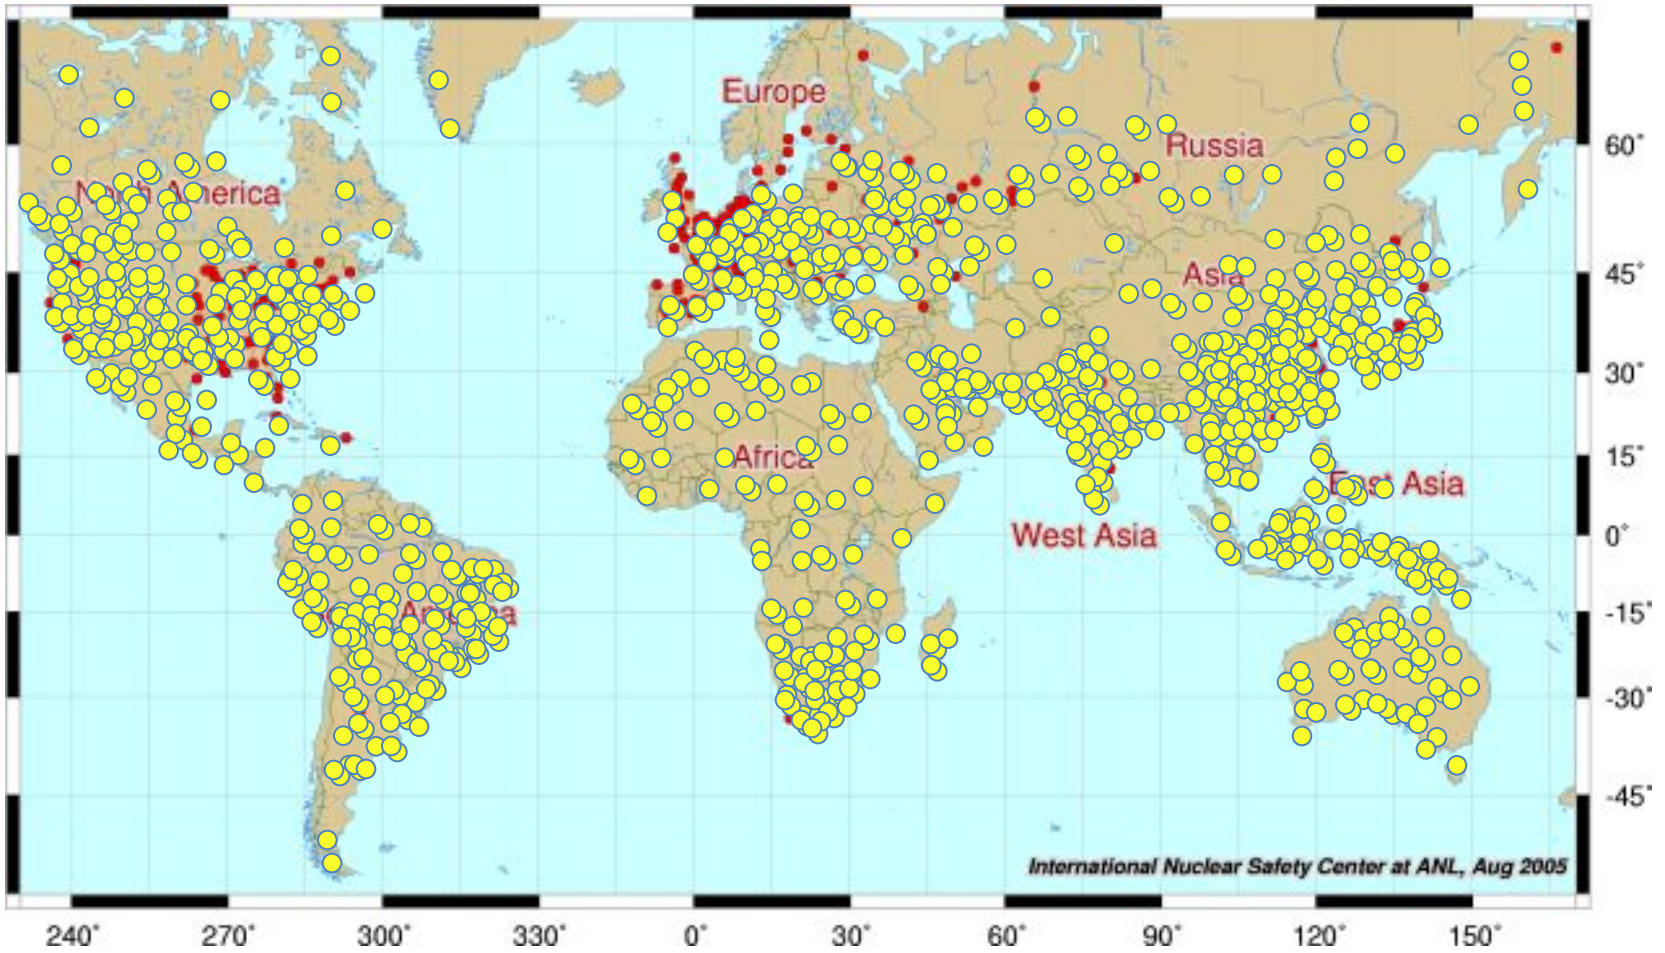 Europe
60°
Russia
North America
45°
Asia
30°
Africa
15°
East Asia
West Asia
0°
-15°
-30°
-45°
International Nuclear Safety Center at ANL, Aug 2005
240° 270° 300° 330° 0° 30° 60° 90° 120° 150°